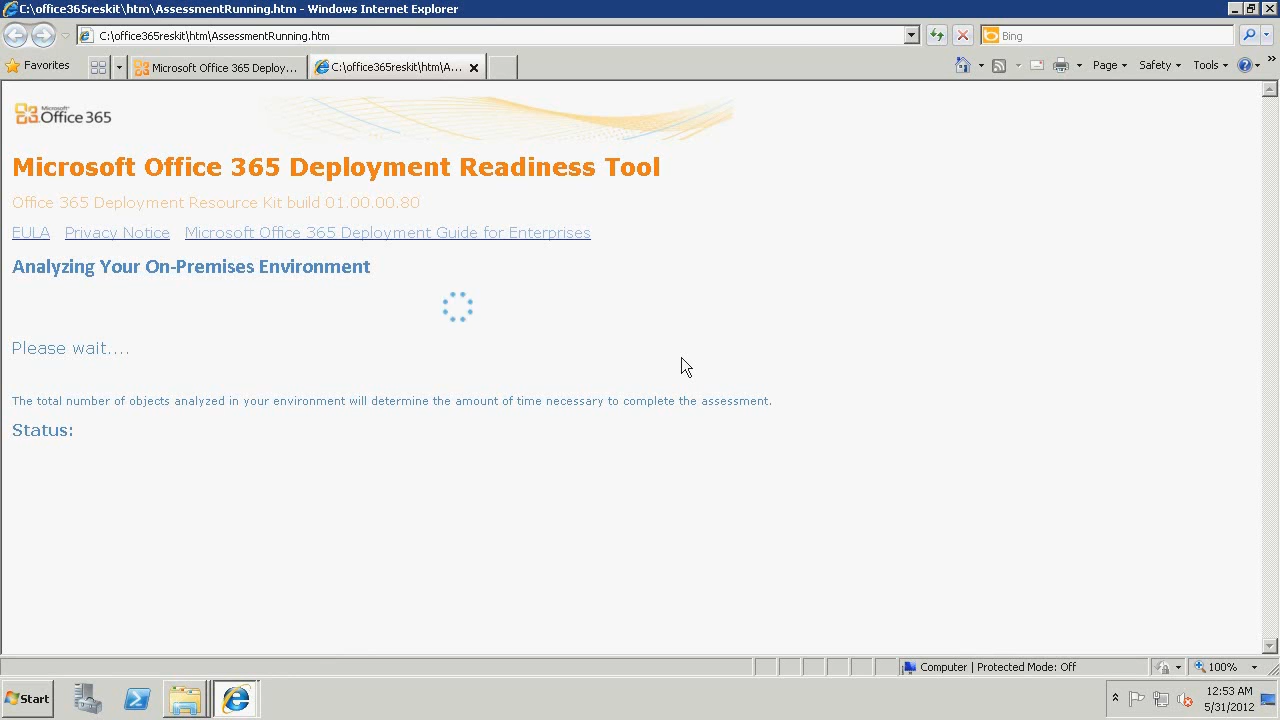 C:\office365reskit\htm\AssessmentRunning.htm - Windows Internet Explorer
C:\office365reskit\htm\AssessmentRunning.htm
Bing
Favorites
Microsoft Office 365 Deploy...
C:\office365reskit\htm\A...
Page
Safety
Tools
Microsoft
Office 365
Microsoft Office 365 Deployment Readiness Tool
Office 365 Deployment Resource Kit build 01.00.00.80
EULA Privacy Notice Microsoft Office 365 Deployment Guide for Enterprises
Analyzing Your On-Premises Environment
Please wait....
The total number of objects analyzed in your environment will determine the amount of time necessary to complete the assessment.
Status:
Computer | Protected Mode: Off
100%
Start
12:53 AM
5/31/2012